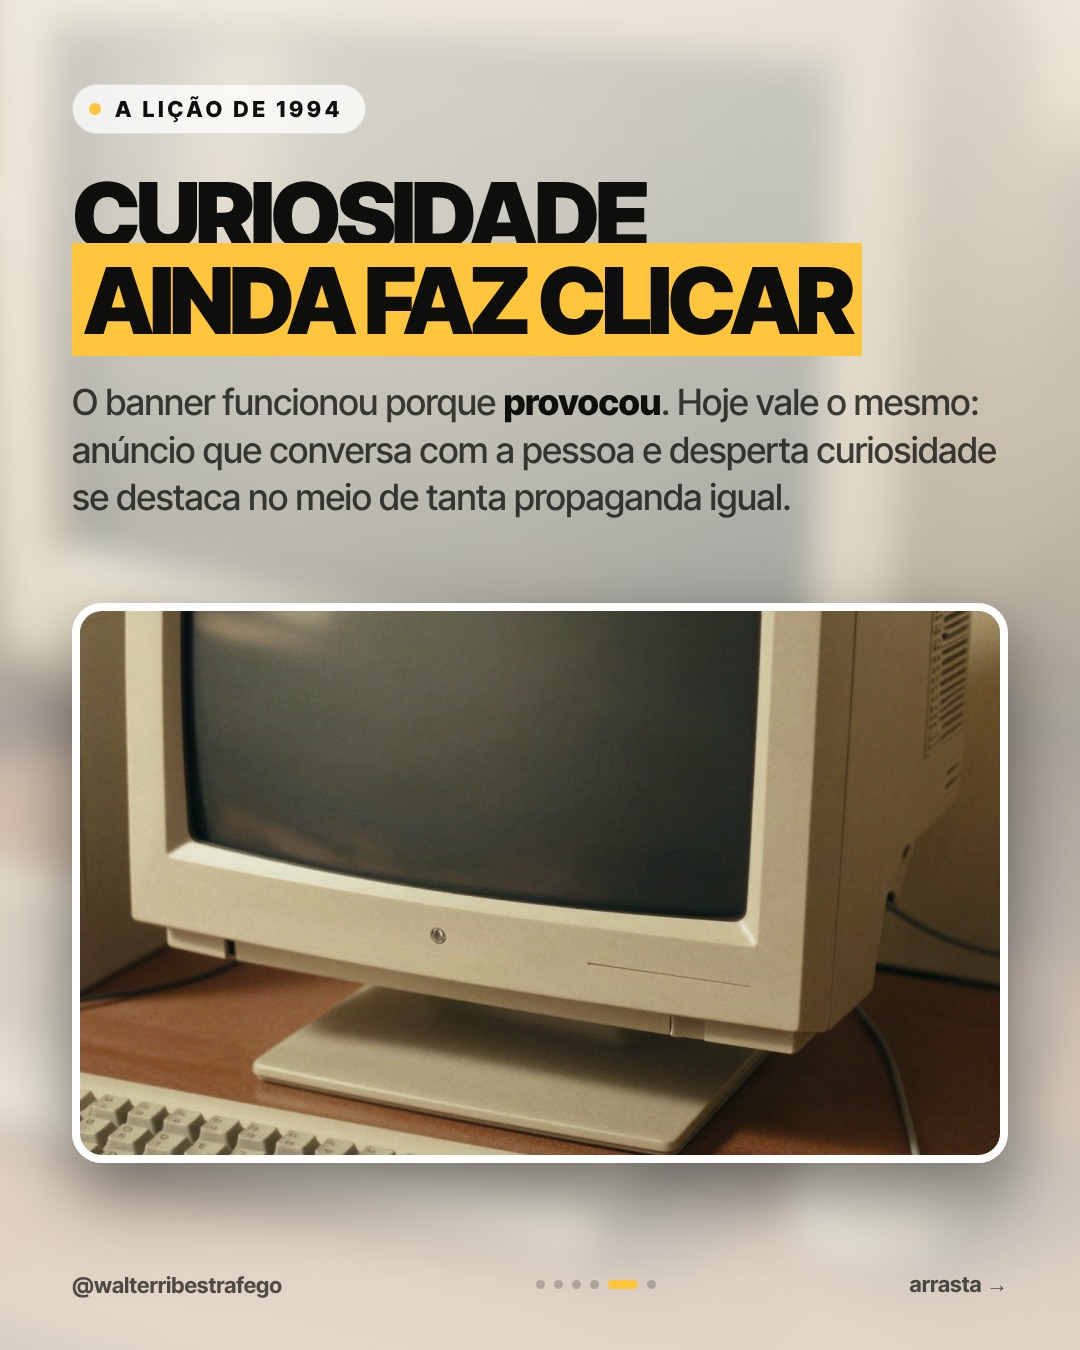 A LIÇÃO DE 1994
CURIOSIDADE
AINDA FAZ CLICAR
O banner funcionou porque provocou. Hoje vale o mesmo:
anúncio que conversa com a pessoa e desperta curiosidade
se destaca no meio de tanta propaganda igual.
@walterribestrafego
arrasta →